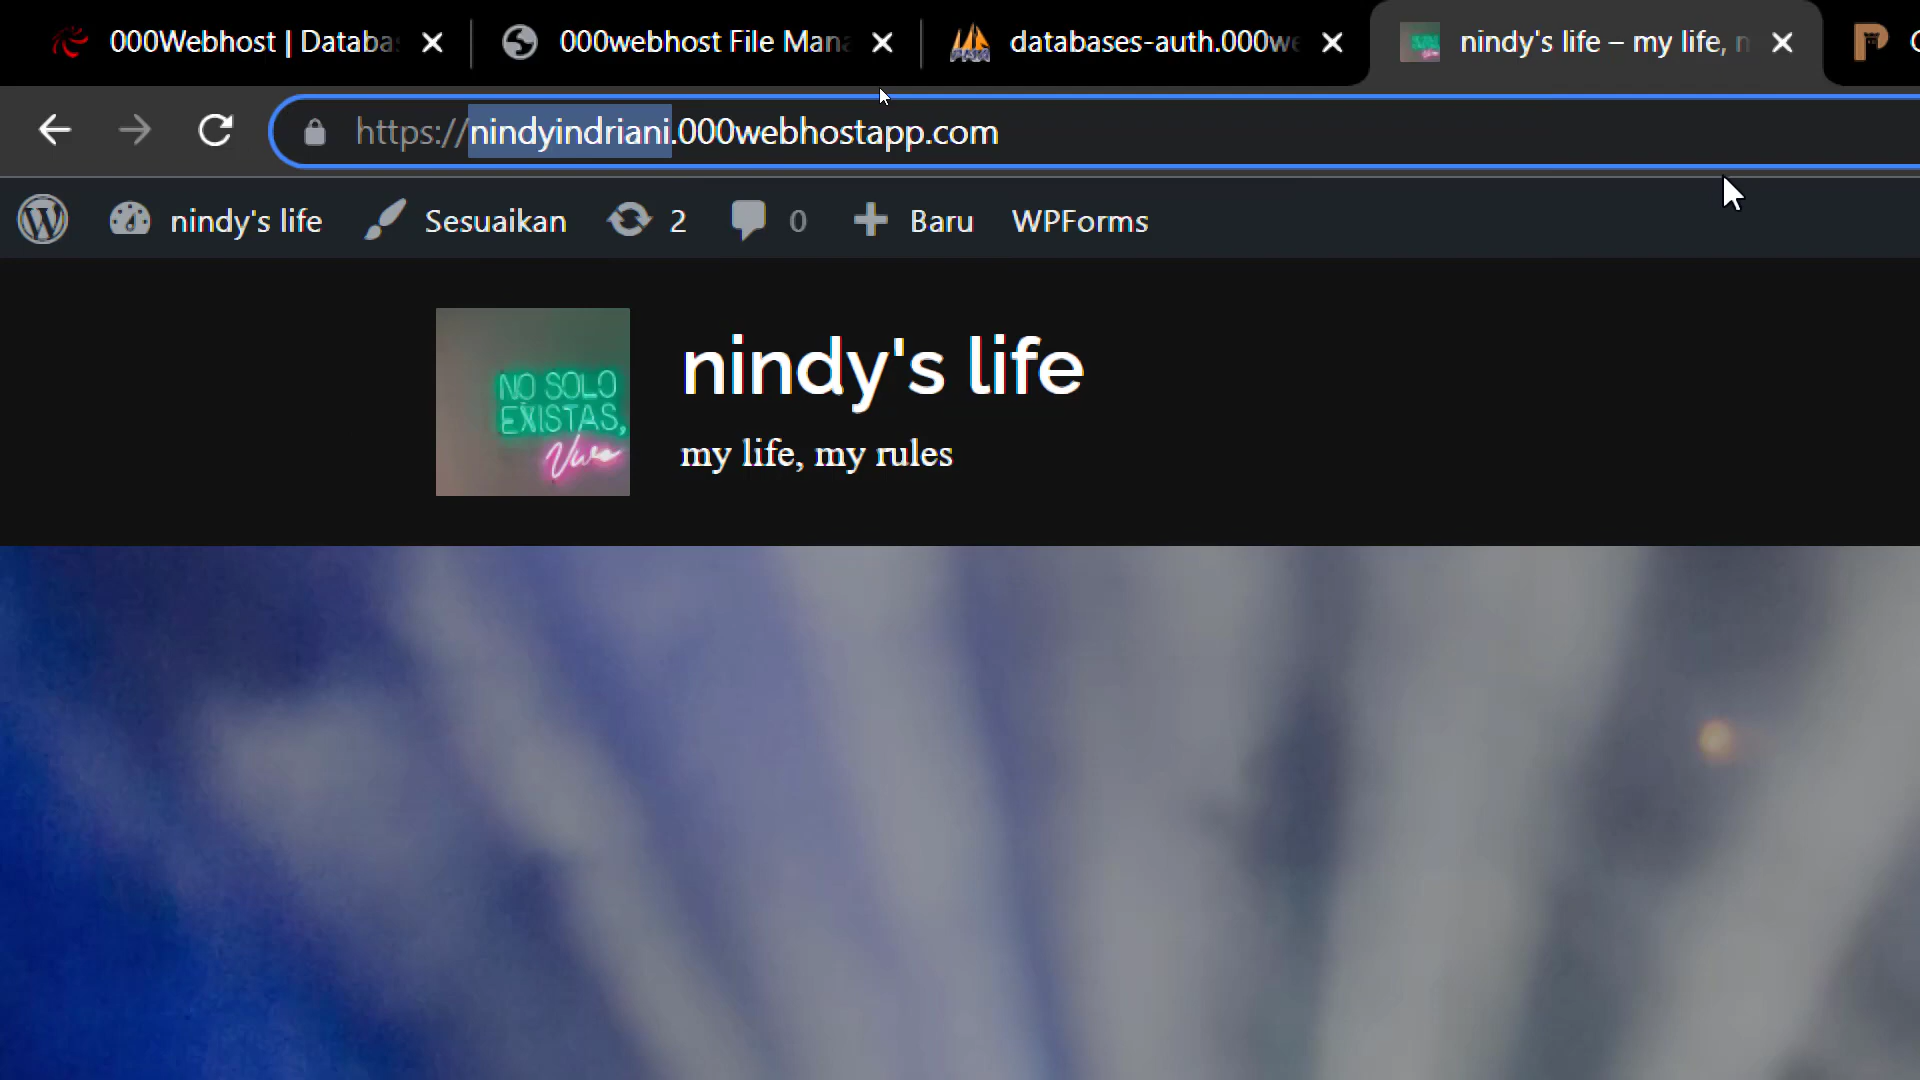 000Webhost | Databa
000webhost File Mana
databases-auth.000we
nindy's life – my life, n
https://nindyindriani.000webhostapp.com
nindy's life
Sesuaikan
2
0
Baru
WPForms
NO SOLO
EXISTAS,
Vive
nindy's life
my life, my rules